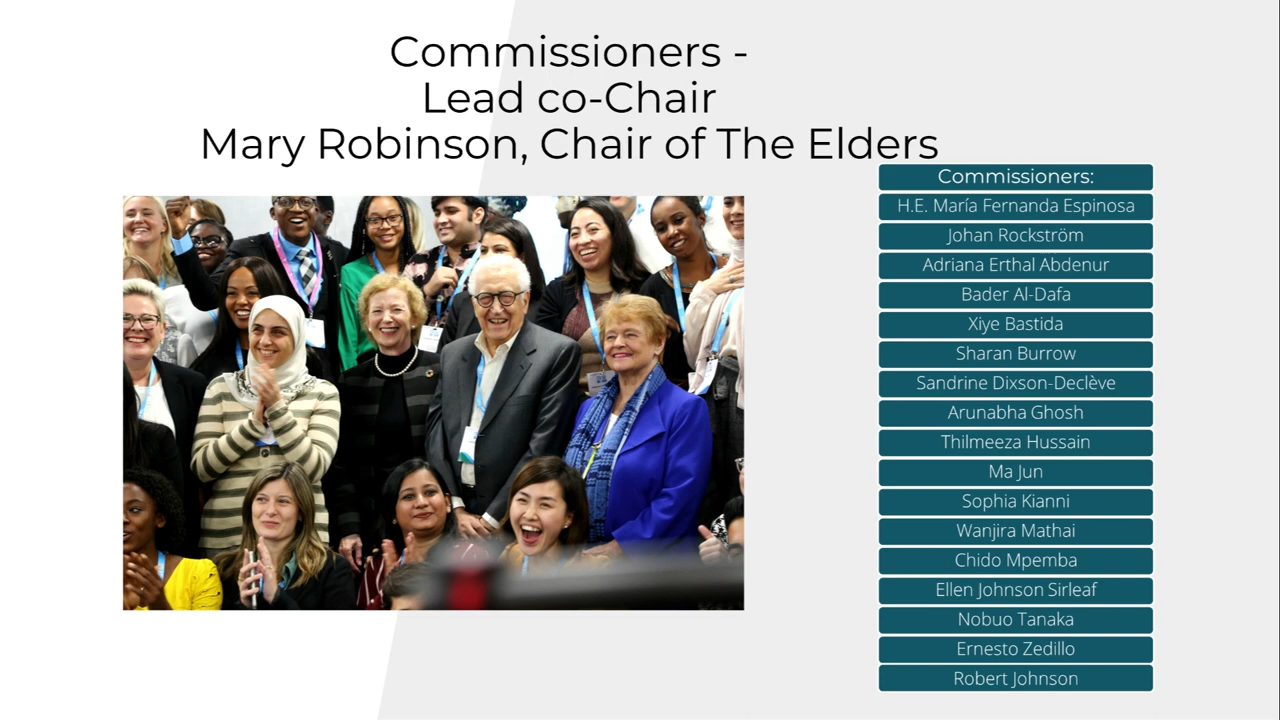 Commissioners -
Lead co-Chair
Mary Robinson, Chair of The Elders
Commissioners:
H.E. María Fernanda Espinosa
Johan Rockström
Adriana Erthal Abdenur
Bader Al-Dafa
Xiye Bastida
Sharan Burrow
Sandrine Dixson-Declève
Arunabha Ghosh
Thilmeeza Hussain
Ma Jun
Sophia Kianni
Wanjira Mathai
Chido Mpemba
Ellen Johnson Sirleaf
Nobuo Tanaka
Ernesto Zedillo
Robert Johnson